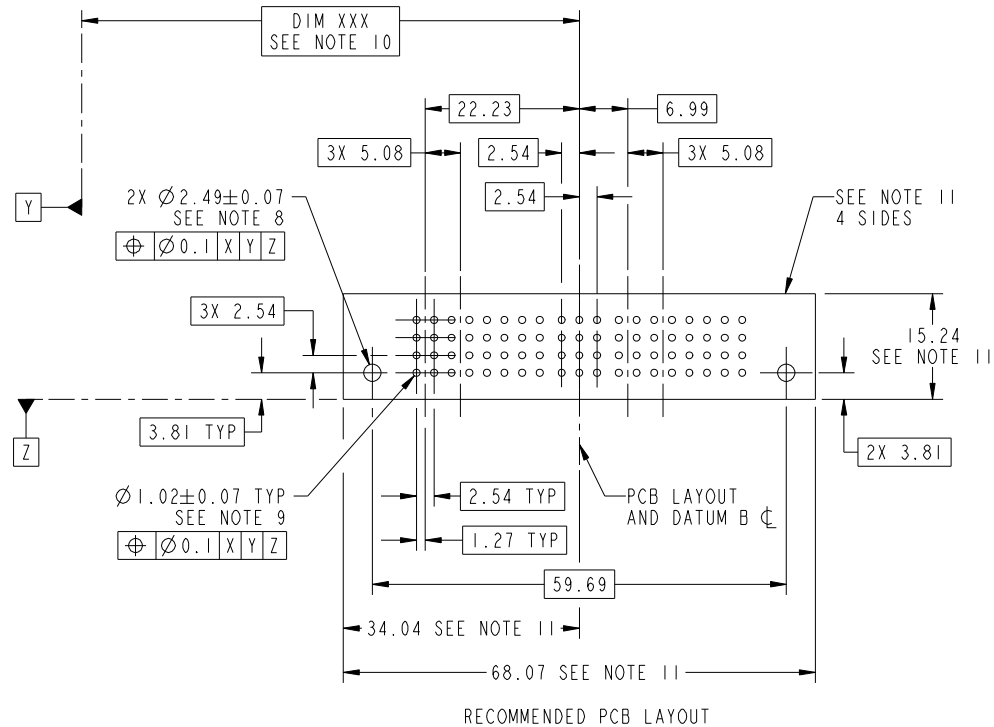 DIM XXX
SEE NOTE 10
22.23
6.99
3X 5.08
2.54
3X 5.08
2.54
Y
2X Ø2.49±0.07
SEE NOTE 8
⌖ Ø0.1 X Y Z
SEE NOTE 11
4 SIDES
3X 2.54
15.24
SEE NOTE 11
3.81 TYP
Z
2X 3.81
Ø1.02±0.07 TYP
SEE NOTE 9
⌖ Ø0.1 X Y Z
2.54 TYP
PCB LAYOUT
AND DATUM B ℄
1.27 TYP
59.69
34.04 SEE NOTE 11
68.07 SEE NOTE 11
RECOMMENDED PCB LAYOUT